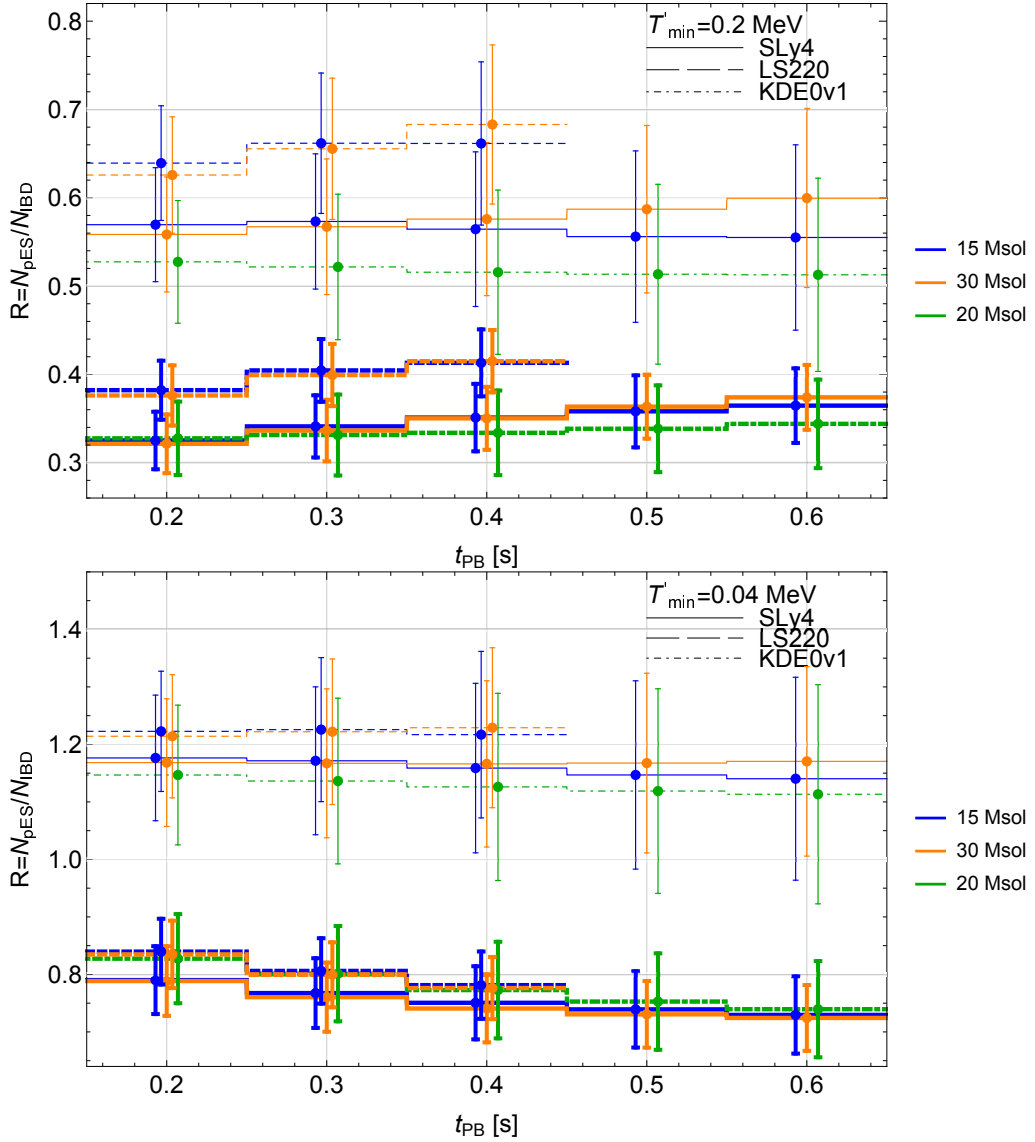 T'min=0.2 MeV
SLy4
LS220
KDE0v1
0.8
0.7
0.6
0.5
0.4
0.3
R=NpES/NIBD
15 Msol
30 Msol
20 Msol
0.2 0.3 0.4 0.5 0.6
tPB [s]
T'min=0.04 MeV
SLy4
LS220
KDE0v1
1.4
1.2
1.0
0.8
R=NpES/NIBD
15 Msol
30 Msol
20 Msol
0.2 0.3 0.4 0.5 0.6
tPB [s]